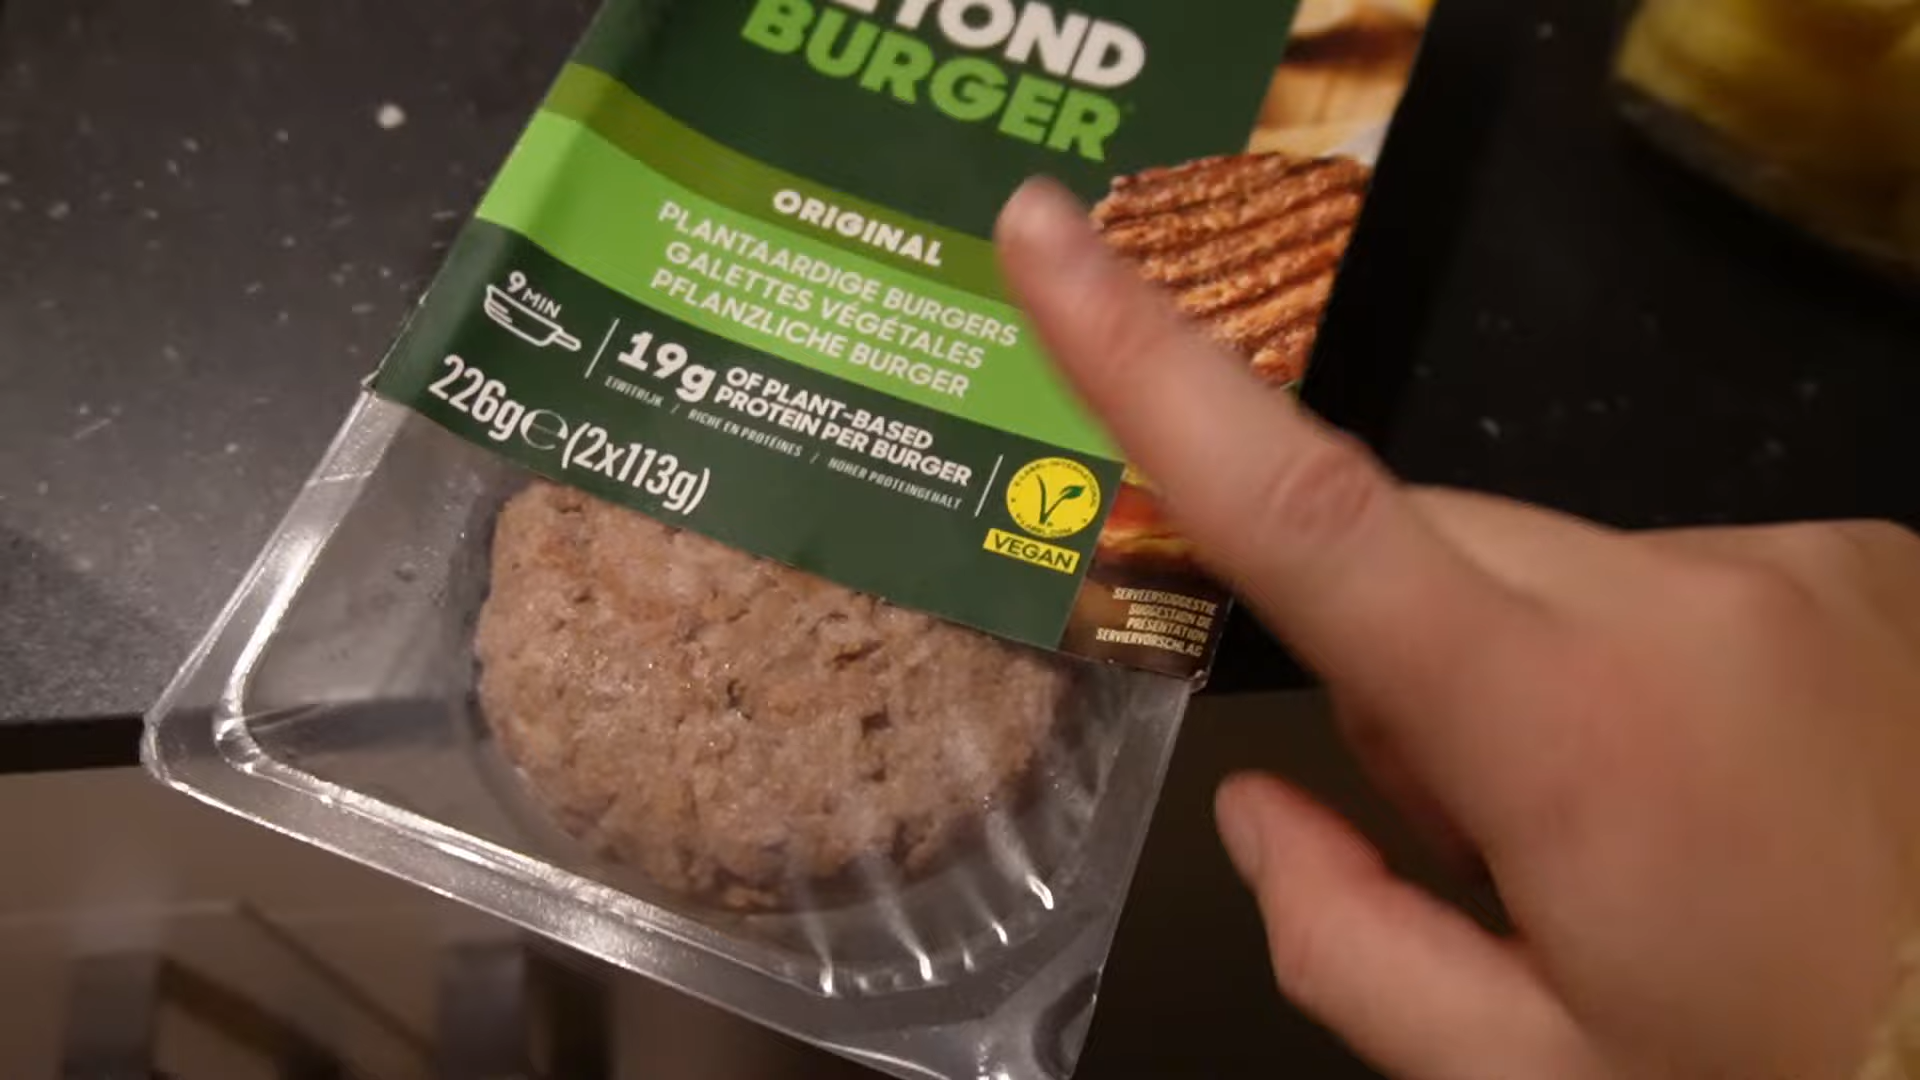 YOND
BURGER
ORIGINAL
PLANTAARDIGE BURGERS
GALETTES VÉGÉTALES
PFLANZLICHE BURGER
9 MIN
19g OF PLANT-BASED
PROTEIN PER BURGER
EIWITRIJK / RICHE EN PROTÉINES / HOHER PROTEINGEHALT
226g℮(2x113g)
VEGAN
SERVEERSUGGESTIE
SUGGESTION DE
PRÉSENTATION
SERVIERVORSCHLAG